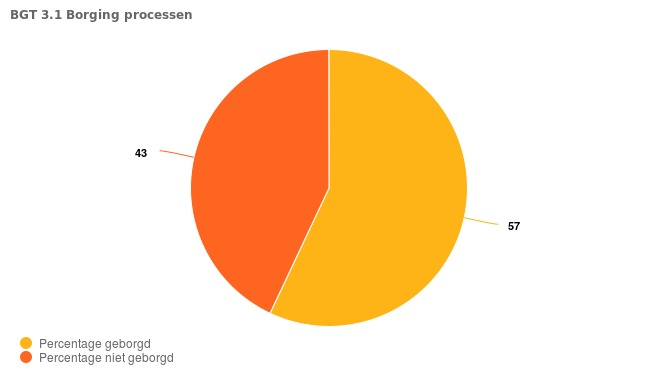 BGT 3.1 Borging processen
43
57
Percentage geborgd
Percentage niet geborgd